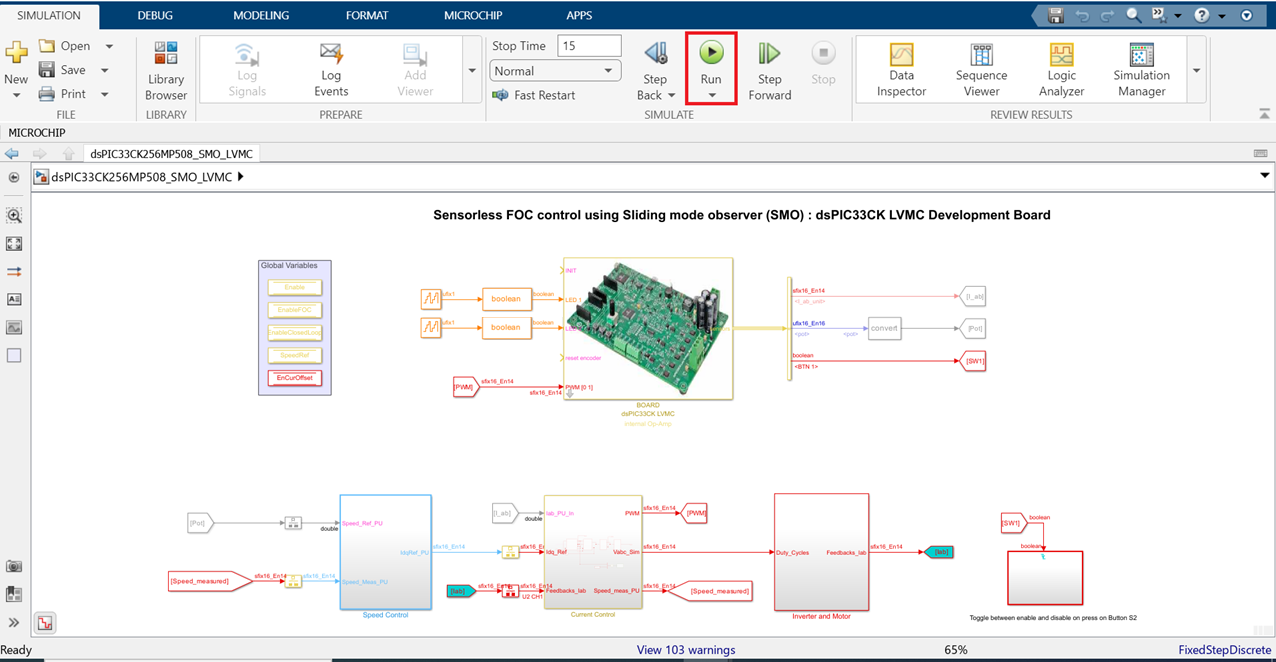 SIMULATION DEBUG MODELING FORMAT MICROCHIP APPS
New
Open
Save
Print
FILE
Library
Browser
LIBRARY
Log
Signals
Log
Events
Add
Viewer
PREPARE
Stop Time 15
Normal
Fast Restart
Step
Back
Run
Step
Forward
Stop
SIMULATE
Data
Inspector
Sequence
Viewer
Logic
Analyzer
Simulation
Manager
REVIEW RESULTS
MICROCHIP
dsPIC33CK256MP508_SMO_LVMC
dsPIC33CK256MP508_SMO_LVMC
Sensorless FOC control using Sliding mode observer (SMO) : dsPIC33CK LVMC Development Board
Global Variables
Enable
EnableFOC
EnableClosedLoop
SpeedRef
EnCurOffset
ufix1
boolean
boolean
ufix1
boolean
boolean
[PWM]
sfix16_En14
sfix16_En14
INIT
LED 1
reset encoder
PWM [0 1]
BOARD
dsPIC33CK LVMC
Internal Op-Amp
sfix16_En14
<I_ab_uvd>
[I_ab]
ufix16_En16
<pot>
<pot>
convert
[Pot]
boolean
<BTN 1>
[SW1]
[Pot]
double
Speed_Ref_PU
IdqRef_PU
[Speed_measured]
sfix16_En14
sfix16_En14
Speed_Meas_PU
Speed Control
sfix16_En14
[I_ab]
double
Iab_PU_In
Idq_Ref
[Iab]
U2 CH1
Feedbacks_Iab
PWM
Vabc_Sim
Speed_meas_PU
Current Control
sfix16_En14
[PWM]
sfix16_En14
sfix16_En14
[Speed_measured]
Duty_Cycles
Feedbacks_Iab
Inverter and Motor
sfix16_En14
[Iab]
[SW1]
boolean
boolean
Toggle between enable and disable on press on Button S2
Ready
View 103 warnings
65%
FixedStepDiscrete